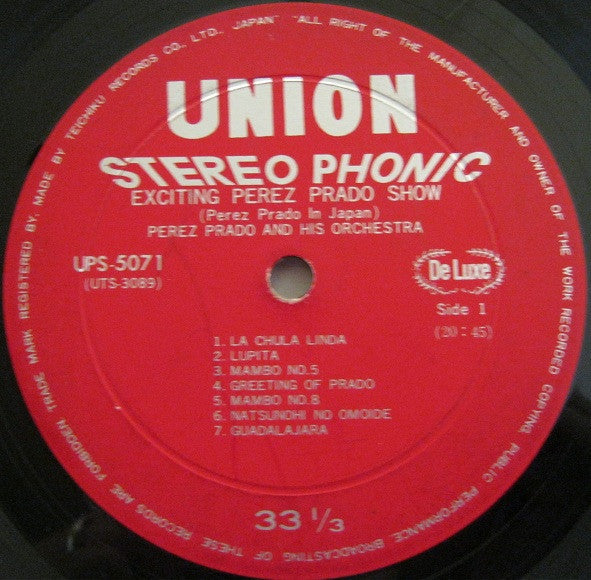 TRADE MARK REGISTERED BY, MADE BY TEICHIKU RECORDS CO., LTD., JAPAN "ALL RIGHT OF THE MANUFACTURER AND OWNER OF THE WORK RECORDED COPYING, PUBLIC PERFORMANCE, BROADCASTING OF THESE RECORDS ARE FORBIDDEN
UNION
STEREO PHONIC
EXCITING PEREZ PRADO SHOW
(Perez Prado In Japan)
PEREZ PRADO AND HIS ORCHESTRA
UPS-5071
(UTS-3089)
De Luxe
Side 1
(20:45)
1. LA CHULA LINDA
2. LUPITA
3. MAMBO NO.5
4. GREETING OF PRADO
5. MAMBO NO.8
6. NATSUNOHI NO OMOIDE
7. GUADALAJARA
33 1/3